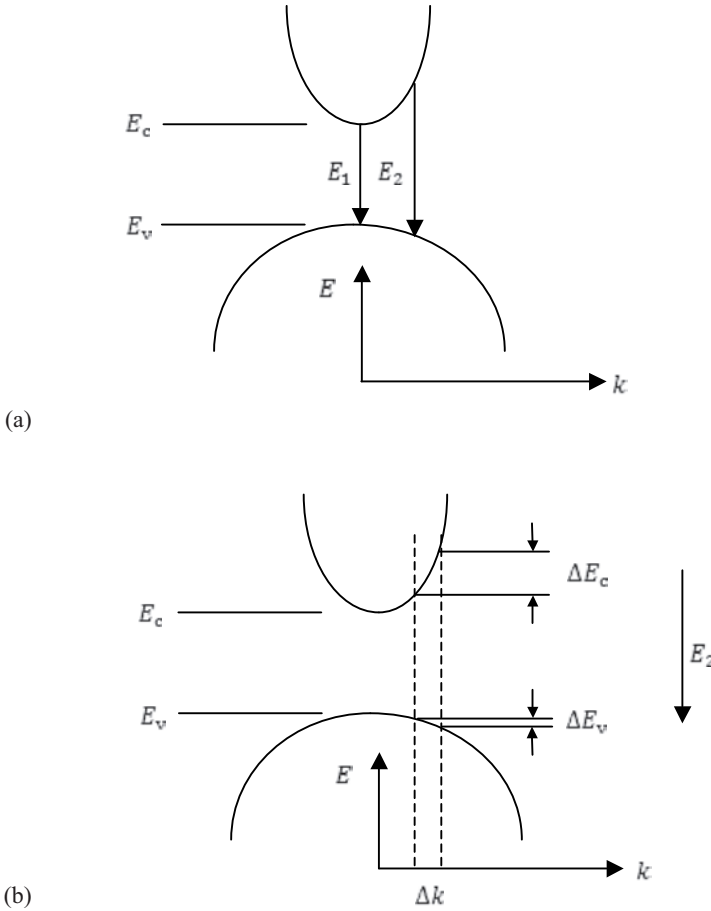 E_c
E_1 E_2
E_v
E
k
(a)
ΔE_c
E_c
E_2
E_v ΔE_v
E
k
(b) Δk